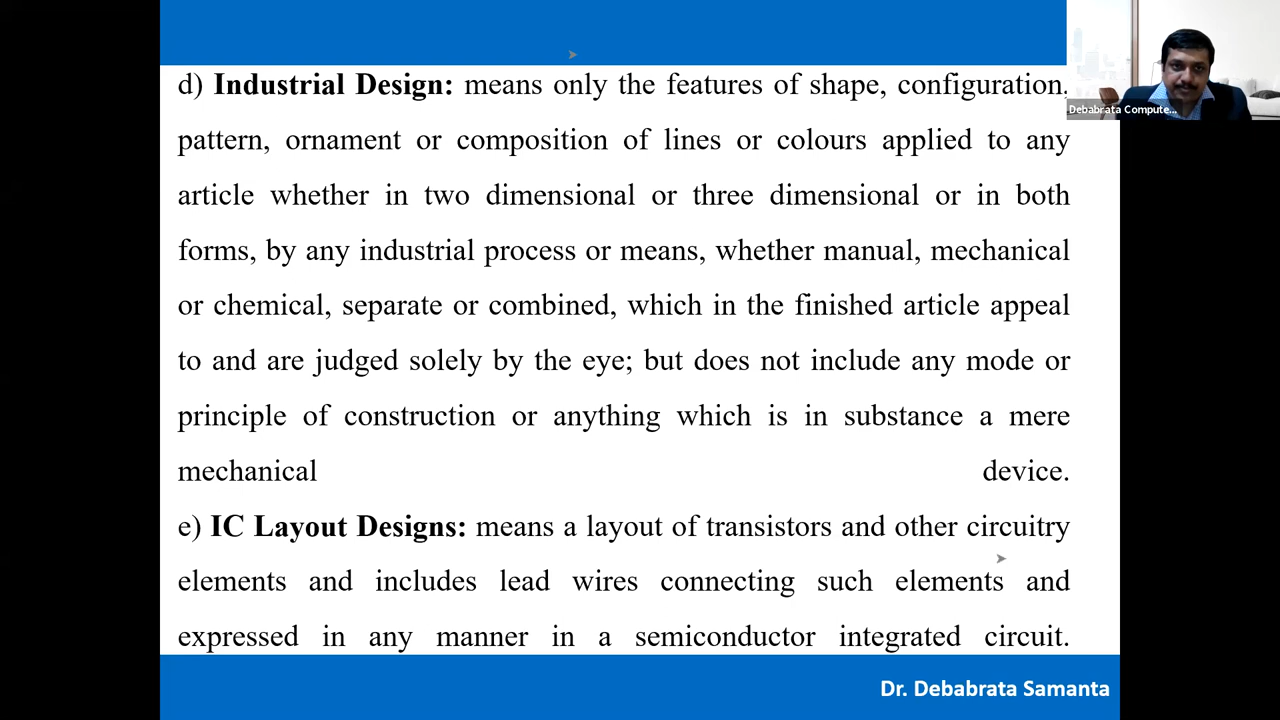 d) Industrial Design: means only the features of shape, configuration,
pattern, ornament or composition of lines or colours applied to any
article whether in two dimensional or three dimensional or in both
forms, by any industrial process or means, whether manual, mechanical
or chemical, separate or combined, which in the finished article appeal
to and are judged solely by the eye; but does not include any mode or
principle of construction or anything which is in substance a mere
mechanical device.
e) IC Layout Designs: means a layout of transistors and other circuitry
elements and includes lead wires connecting such elements and
expressed in any manner in a semiconductor integrated circuit.
Dr. Debabrata Samanta
Debabrata Compute...